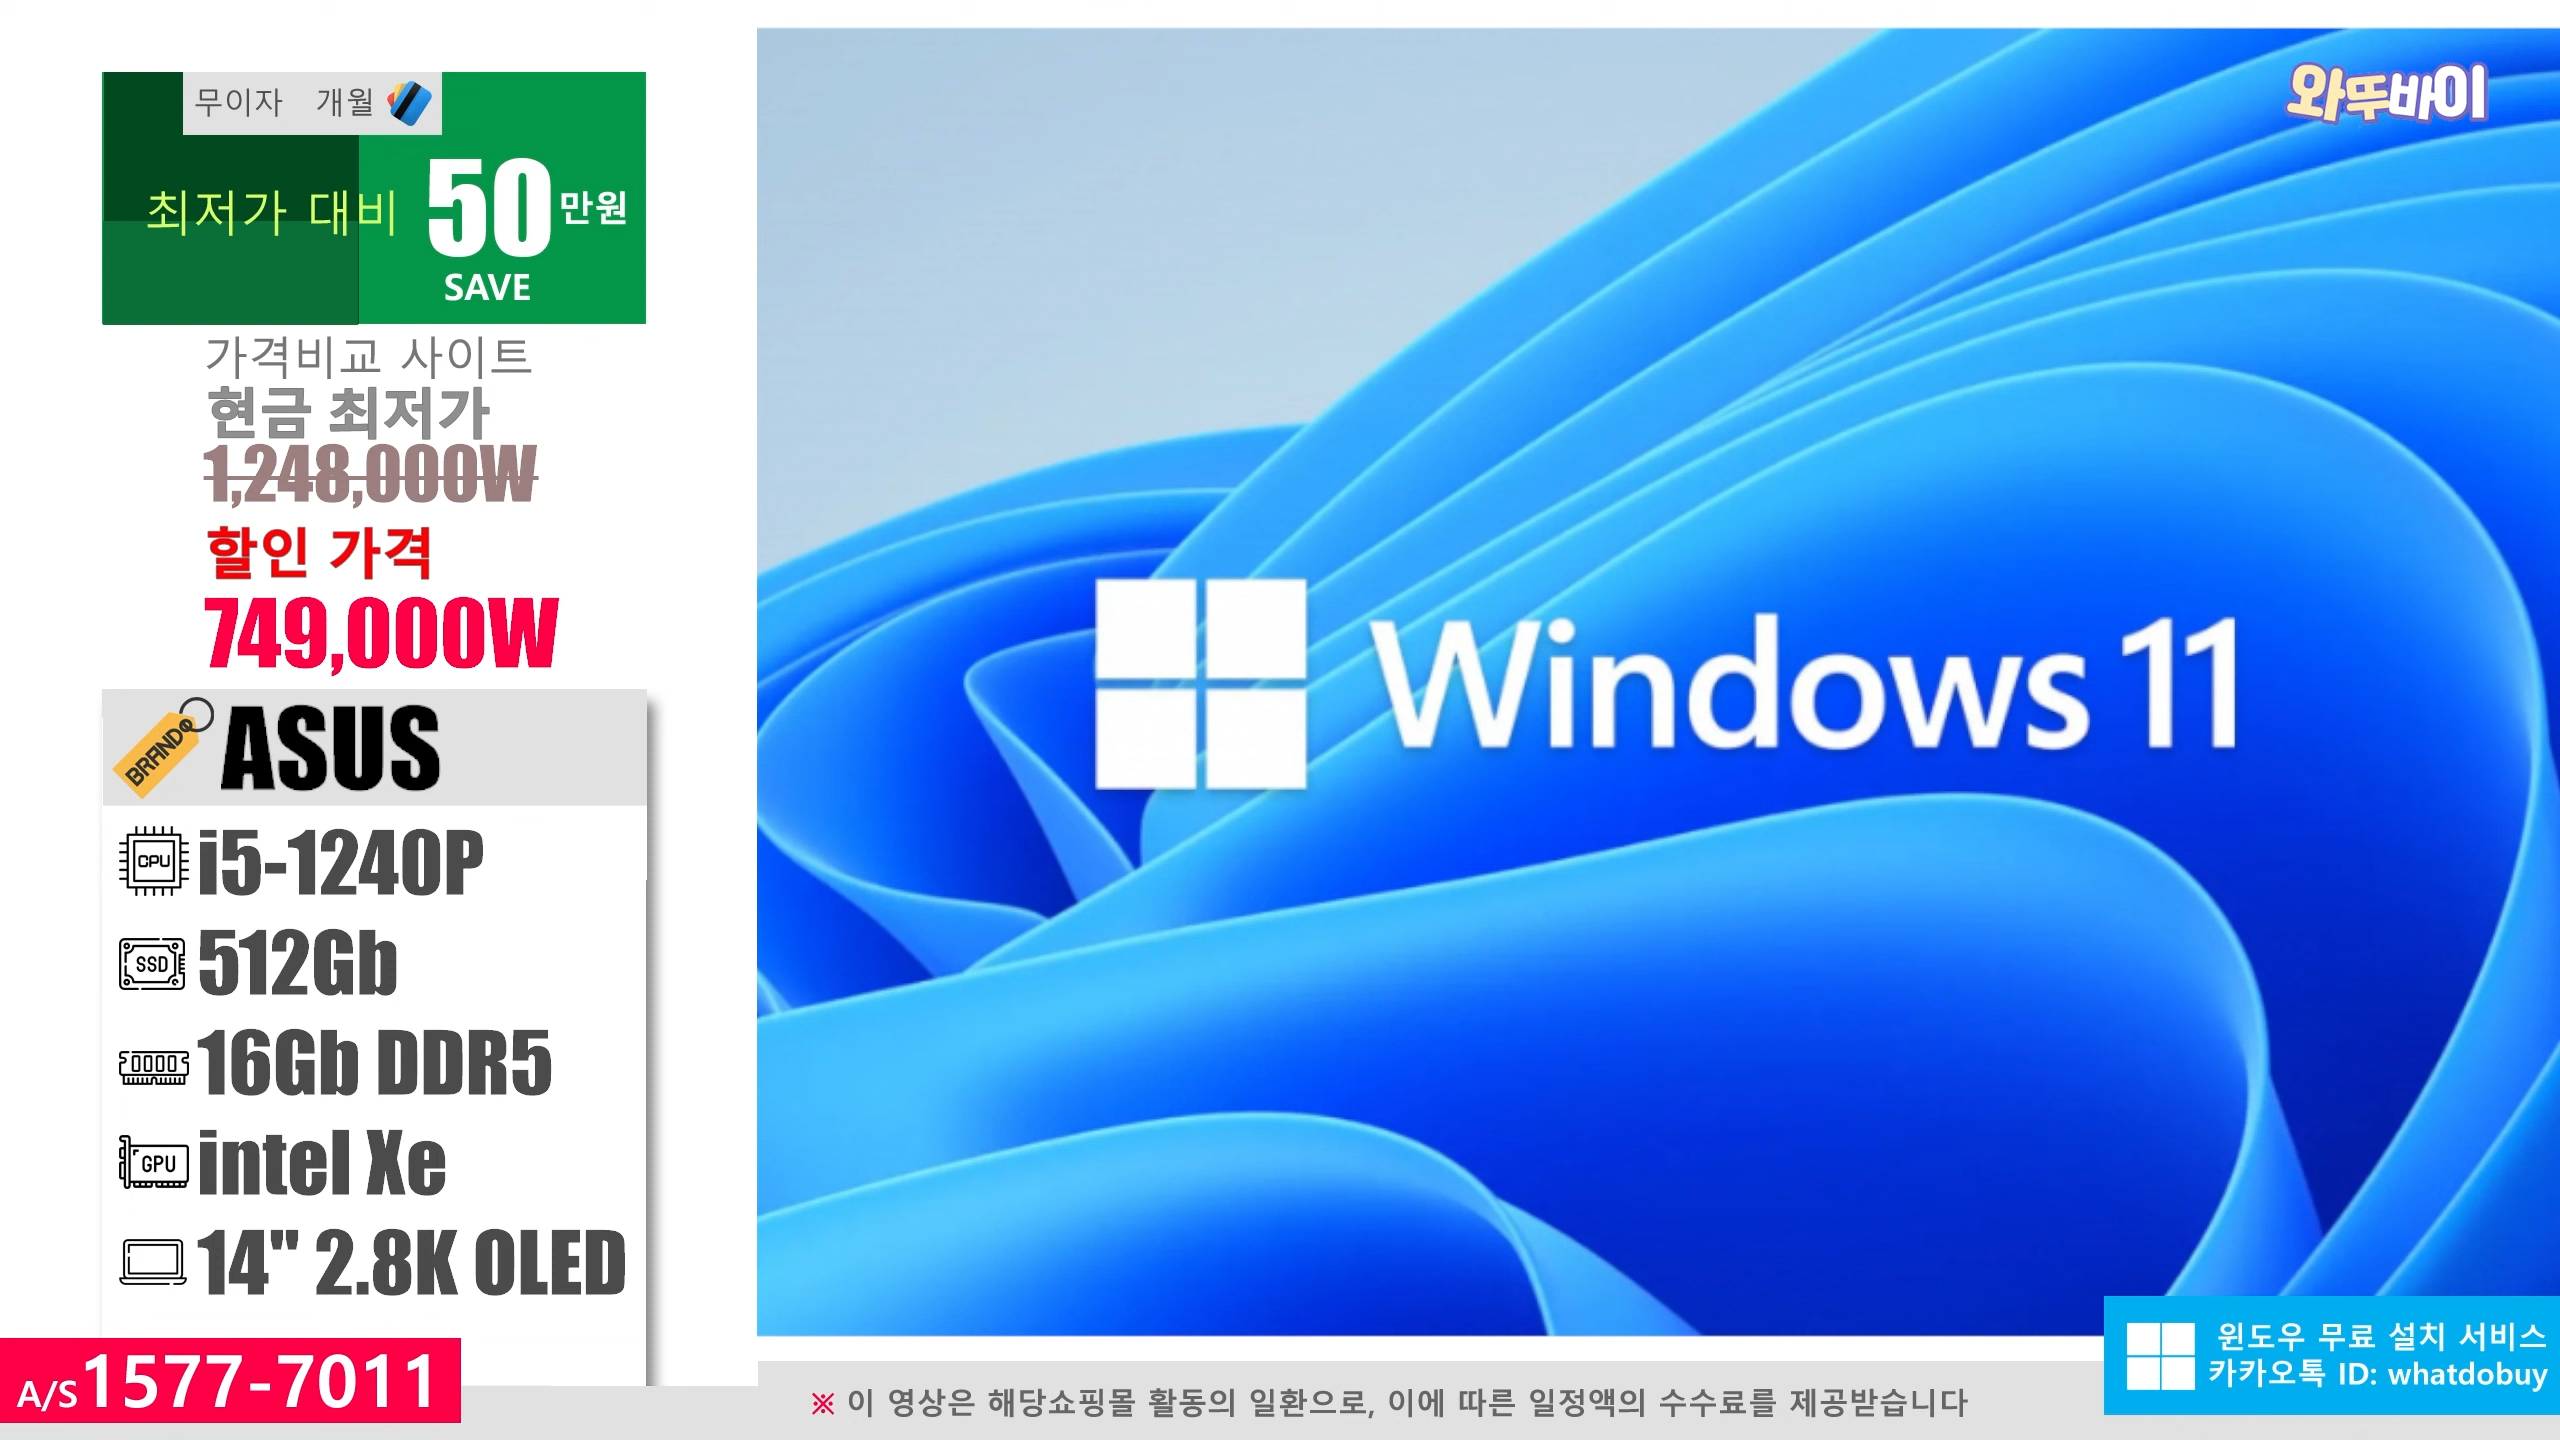 무이자 개월
최저가 대비 50만원
SAVE
가격비교 사이트
현금 최저가
1,248,000W
할인 가격
749,000W
BRAND
ASUS
CPU i5-1240P
SSD 512Gb
16Gb DDR5
GPU intel Xe
14" 2.8K OLED
A/S 1577-7011
와뚜바이
Windows 11
※ 이 영상은 해당쇼핑몰 활동의 일환으로, 이에 따른 일정액의 수수료를 제공받습니다
윈도우 무료 설치 서비스
카카오톡 ID: whatdobuy